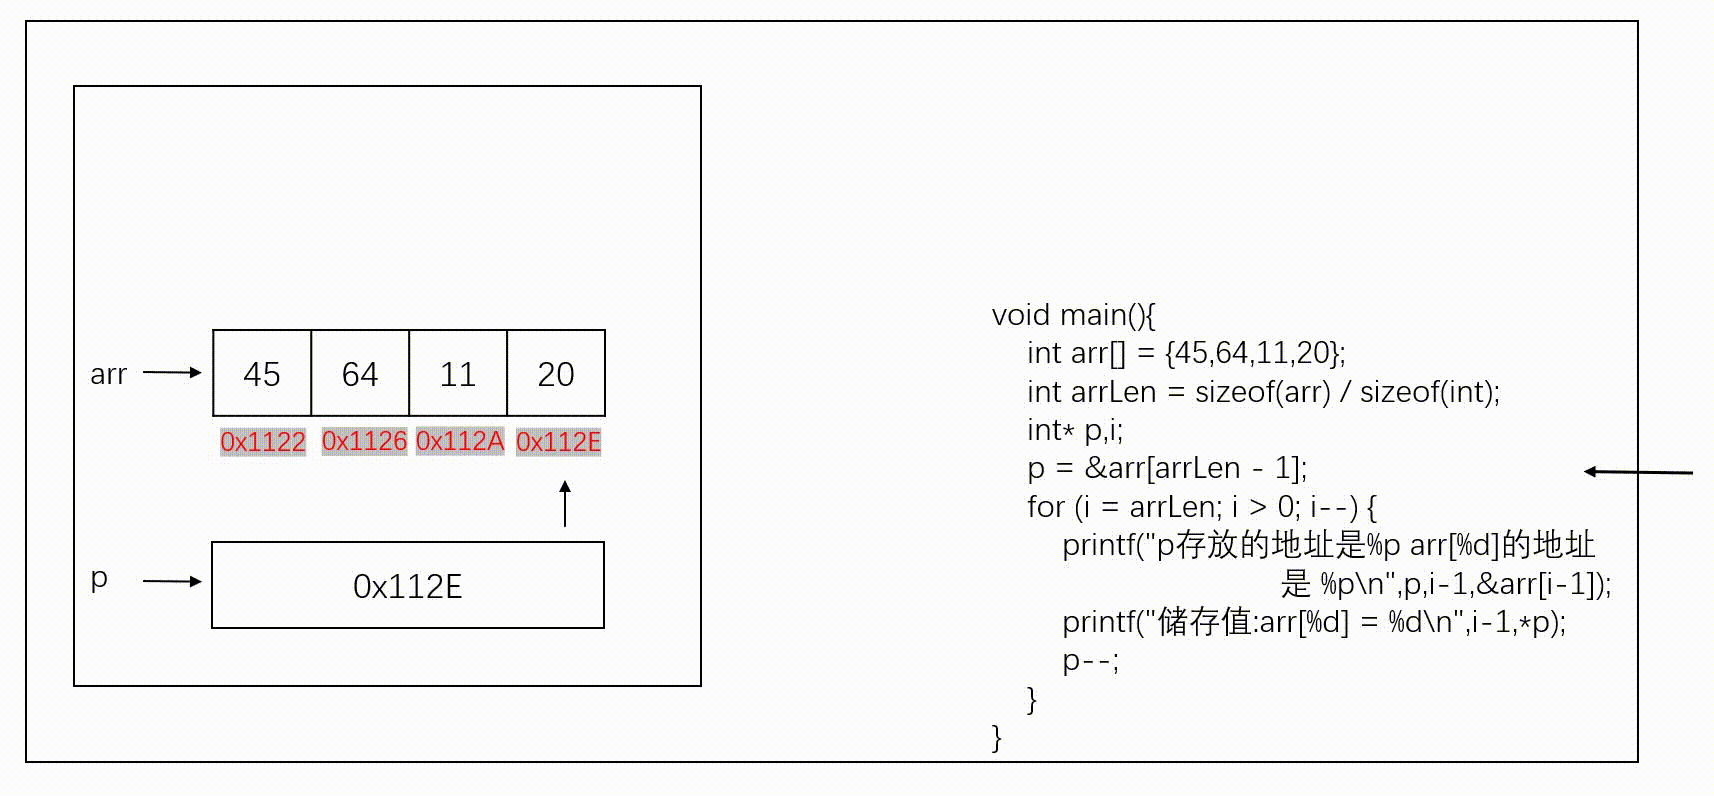 arr
45 64 11 20
0x1122 0x1126 0x112A 0x112E
p
0x112E
void main(){
int arr[] = {45,64,11,20};
int arrLen = sizeof(arr) / sizeof(int);
int* p,i;
p = &arr[arrLen - 1];
for (i = arrLen; i > 0; i--) {
printf("p存放的地址是%p arr[%d]的地址
是 %p\n",p,i-1,&arr[i-1]);
printf("储存值:arr[%d] = %d\n",i-1,*p);
p--;
}
}